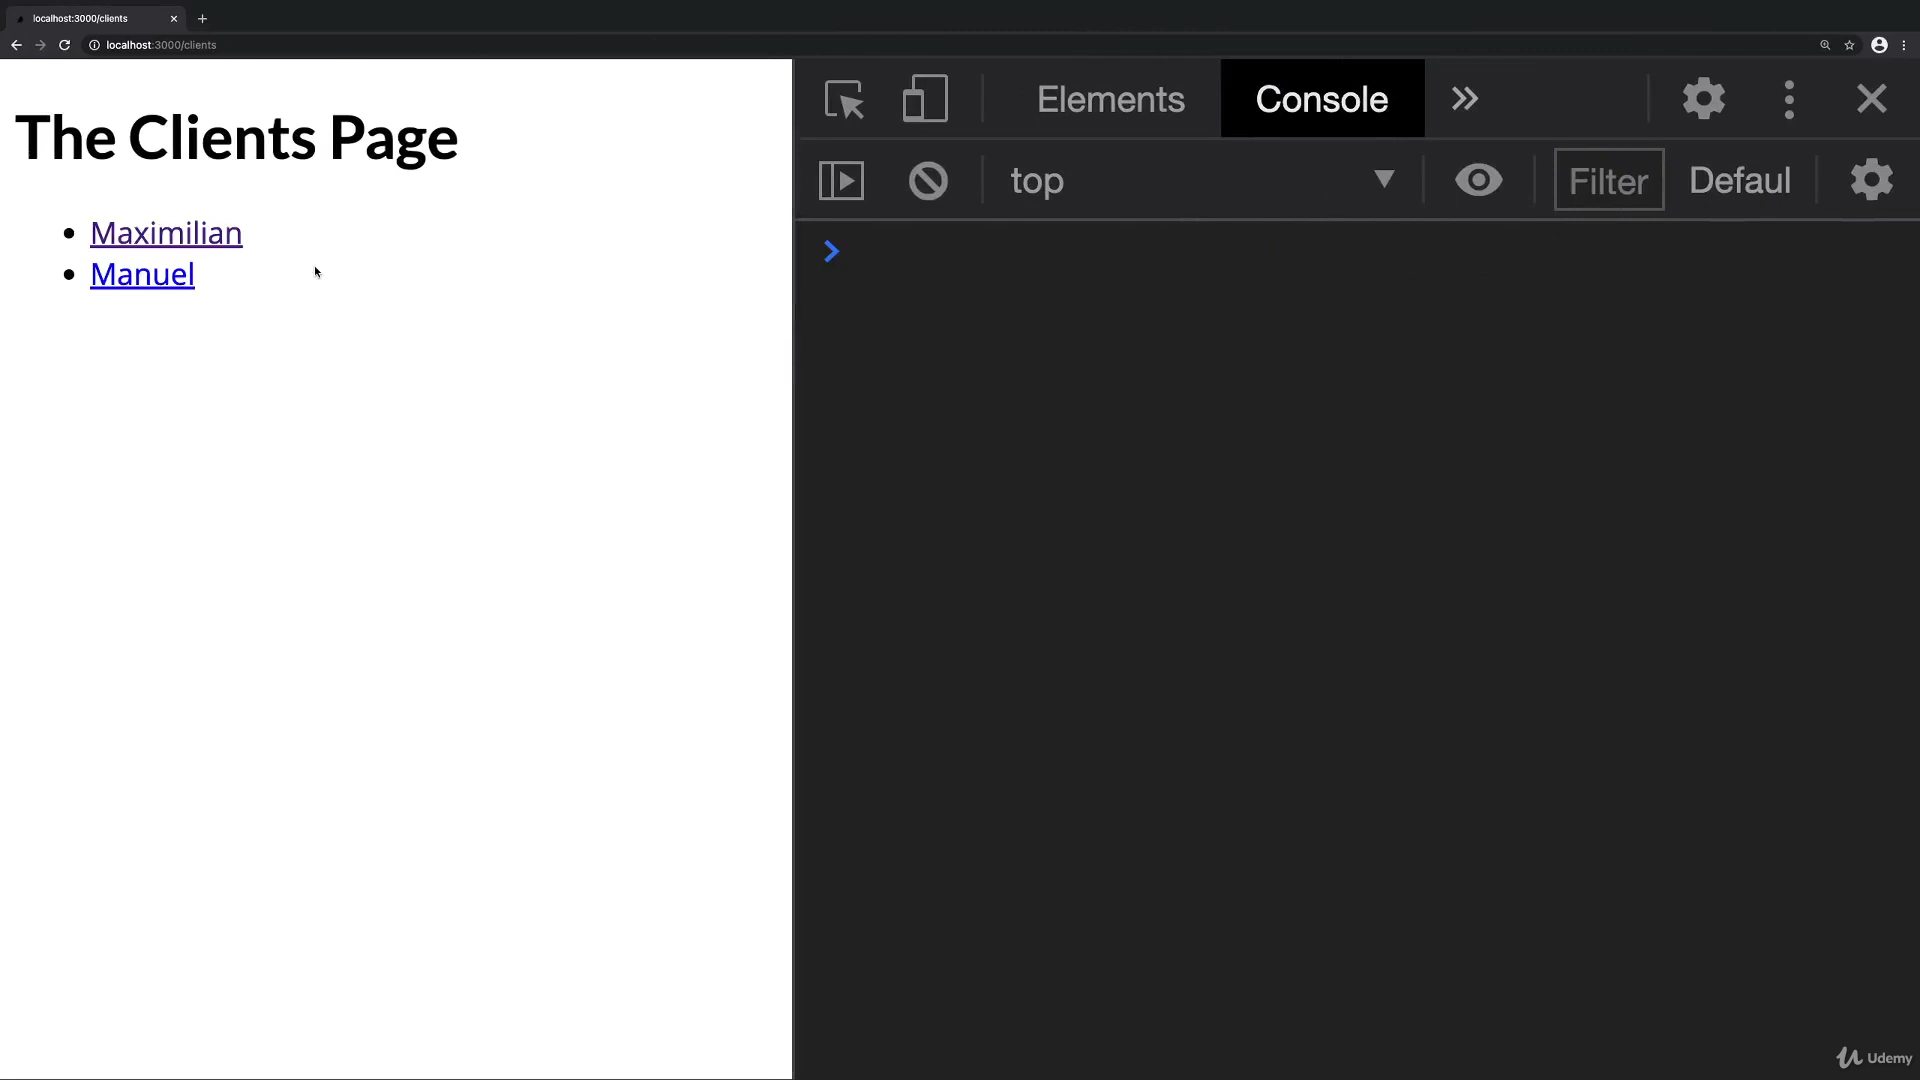 localhost:3000/clients
localhost:3000/clients
The Clients Page
Maximilian
Manuel
Elements Console
top Filter Defaul
Udemy